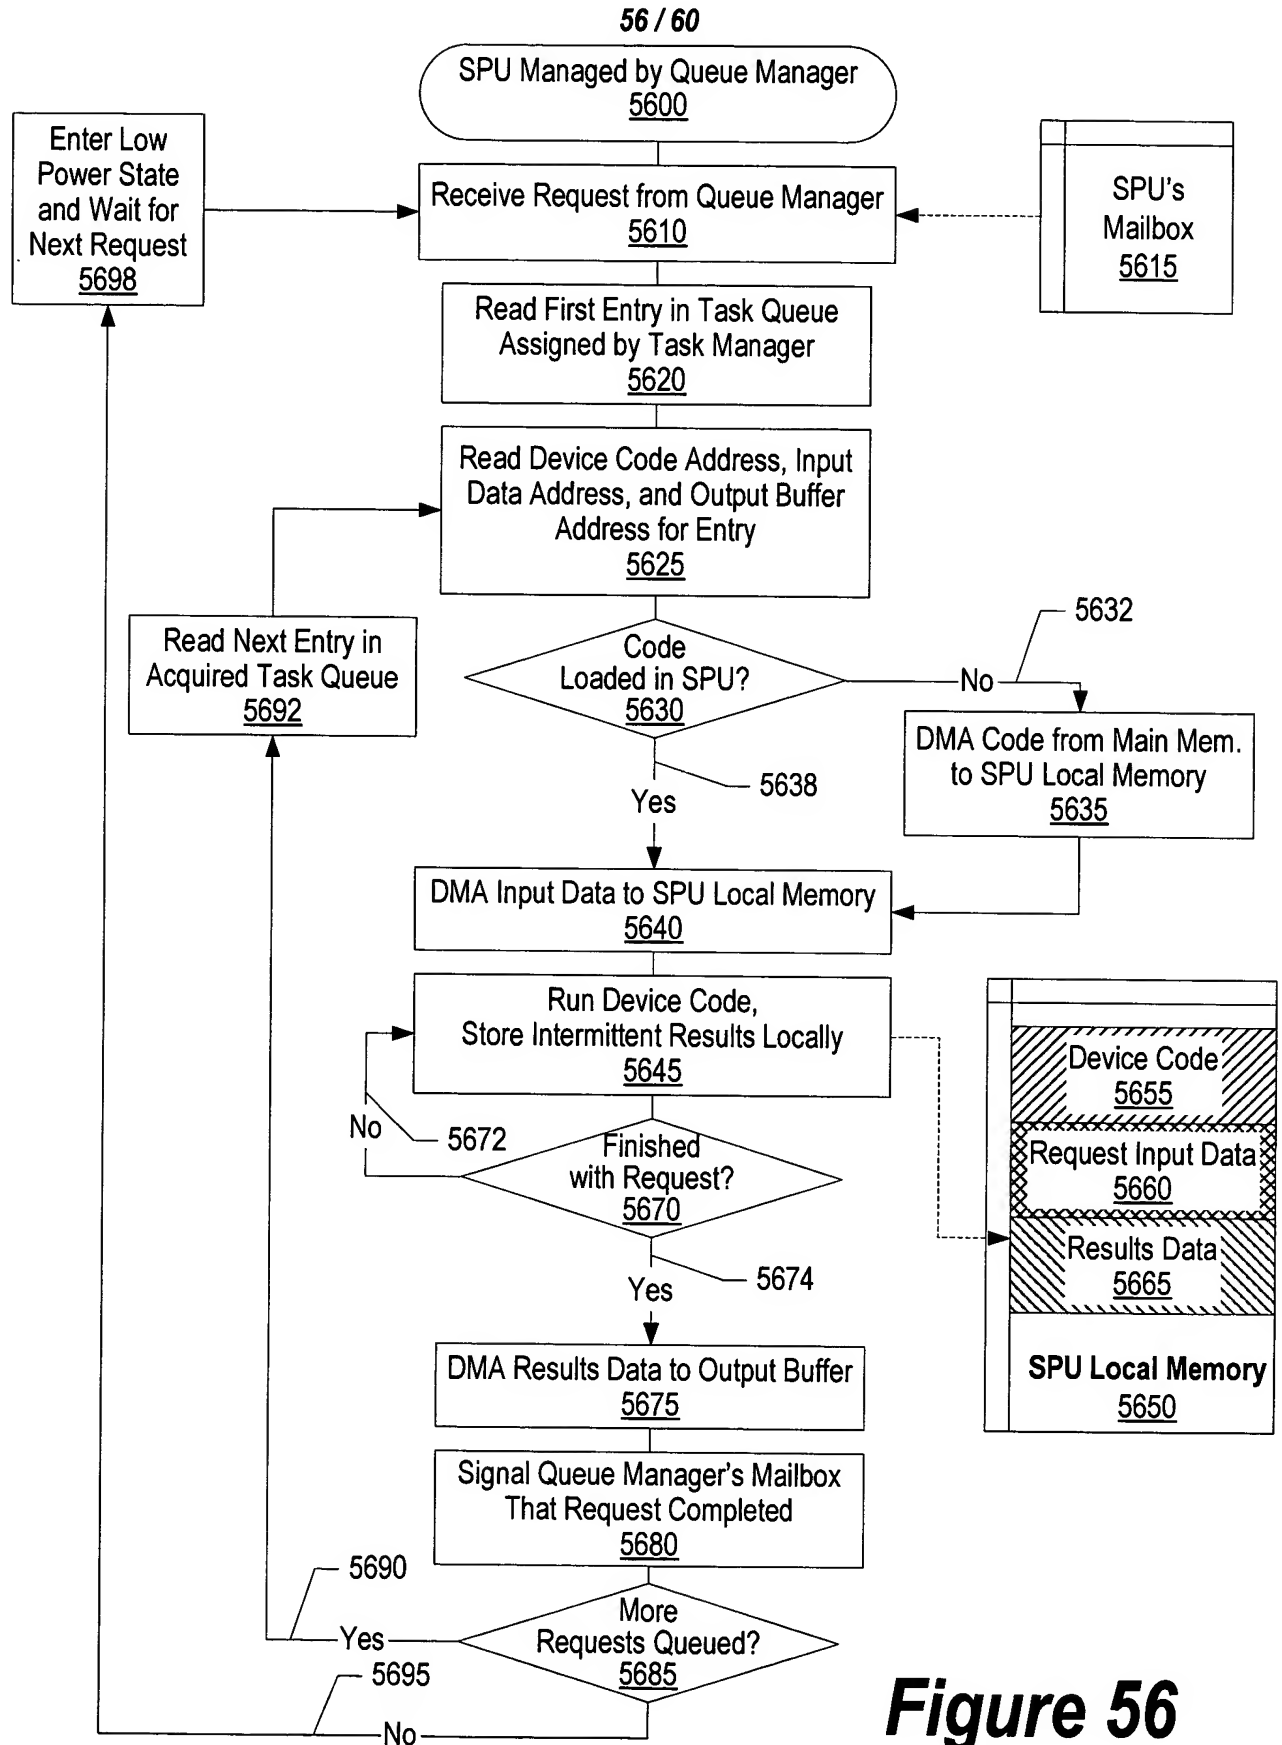 56 / 60
SPU Managed by Queue Manager
5600
Enter Low
Power State
and Wait for
Next Request
5698
Receive Request from Queue Manager
5610
SPU's
Mailbox
5615
Read First Entry in Task Queue
Assigned by Task Manager
5620
Read Device Code Address, Input
Data Address, and Output Buffer
Address for Entry
5625
Read Next Entry in
Acquired Task Queue
5692
Code
Loaded in SPU?
5630
5632
No
DMA Code from Main Mem.
to SPU Local Memory
5635
5638
Yes
DMA Input Data to SPU Local Memory
5640
Run Device Code,
Store Intermittent Results Locally
5645
Device Code
5655
Request Input Data
5660
Results Data
5665
SPU Local Memory
5650
No
5672
Finished
with Request?
5670
5674
Yes
DMA Results Data to Output Buffer
5675
Signal Queue Manager's Mailbox
That Request Completed
5680
5690
Yes
More
Requests Queued?
5685
5695
No
Figure 56